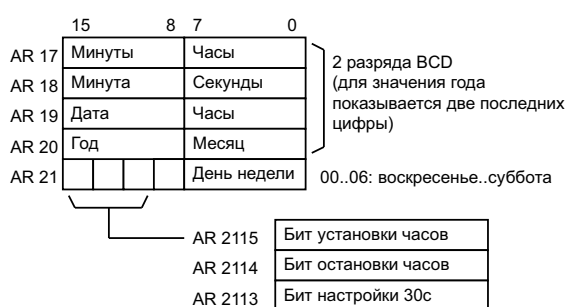 15 8 7 0
AR 17 Минуты Часы
AR 18 Минута Секунды
AR 19 Дата Часы
AR 20 Год Месяц
2 разряда BCD
(для значения года
показывается две последних
цифры)
AR 21 День недели 00..06: воскресенье..суббота
AR 2115 Бит установки часов
AR 2114 Бит остановки часов
AR 2113 Бит настройки 30с